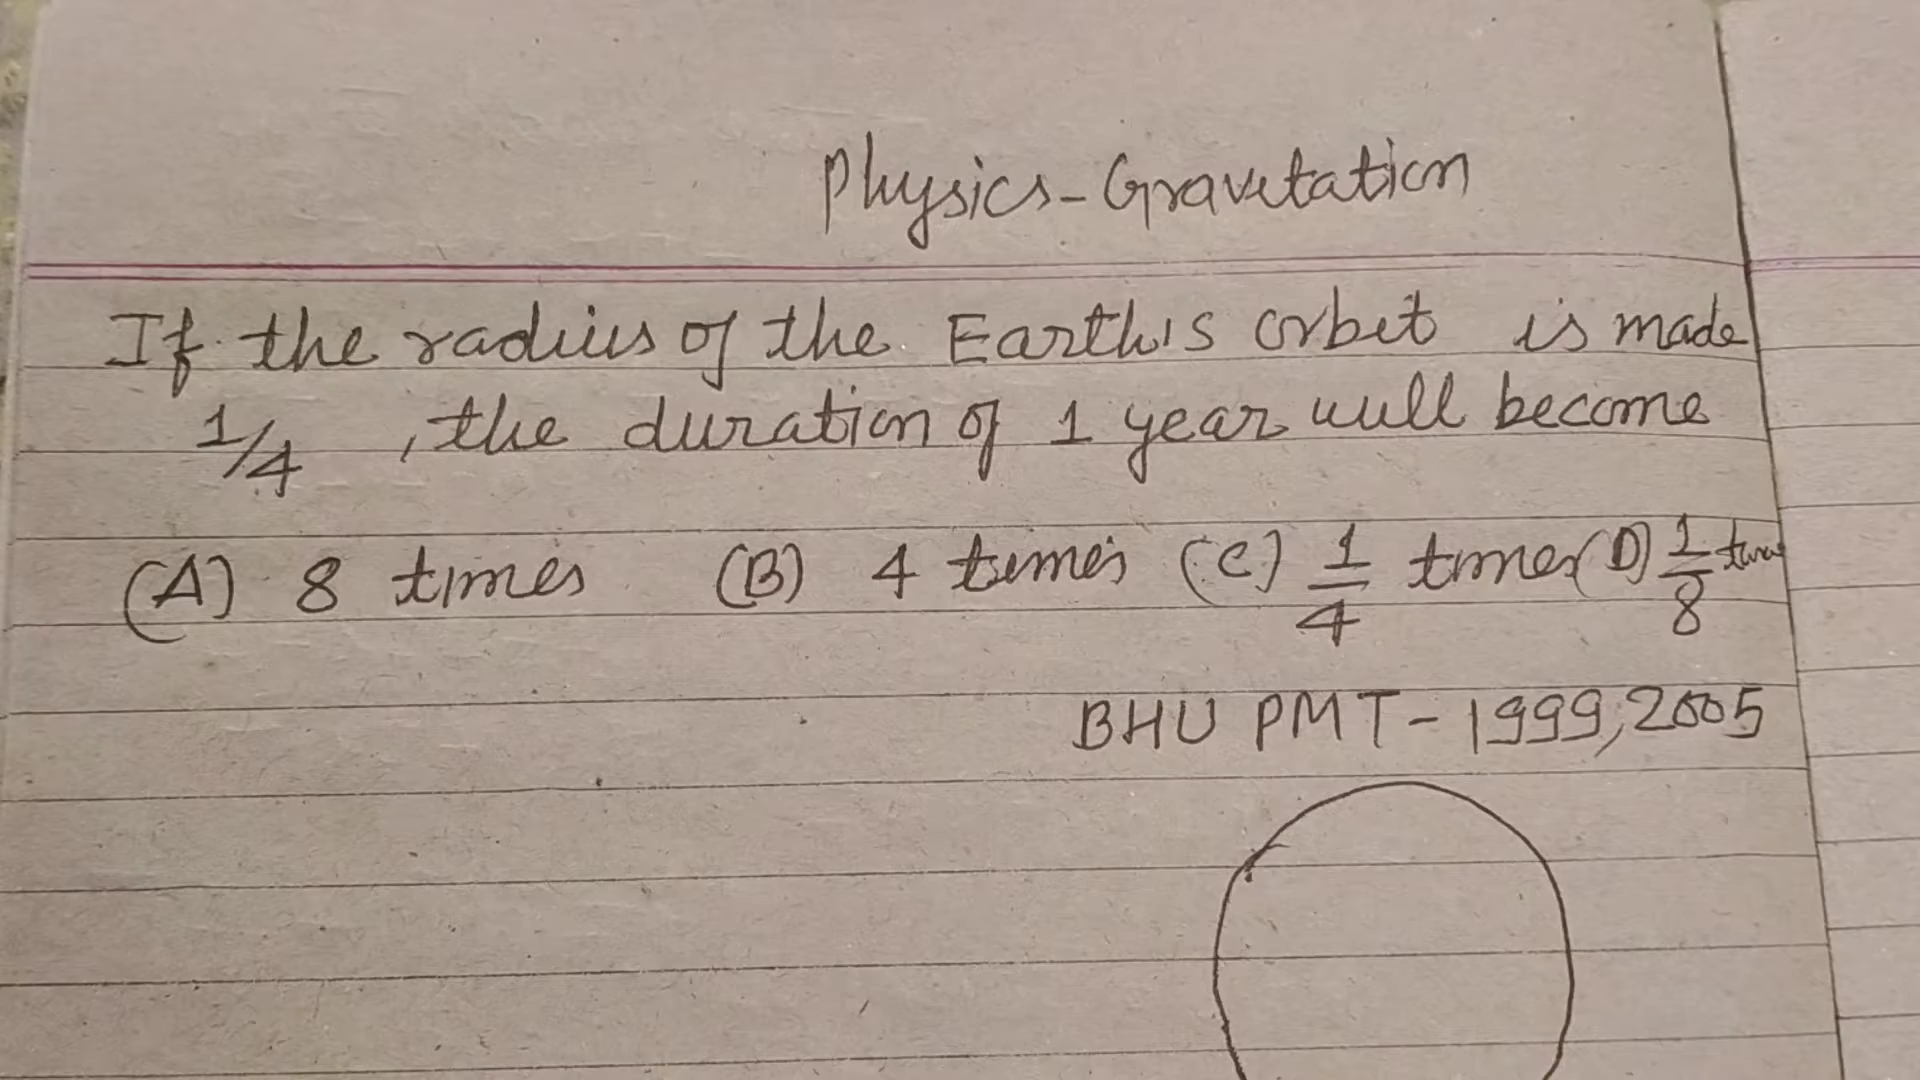 Physics-Gravetation
If the radius of the Earth's orbit is made
1/4 , the duration of 1 year will become
(A) 8 times (B) 4 times (C) 1/4 times (D) 1/8 times
BHU PMT-1999,2005